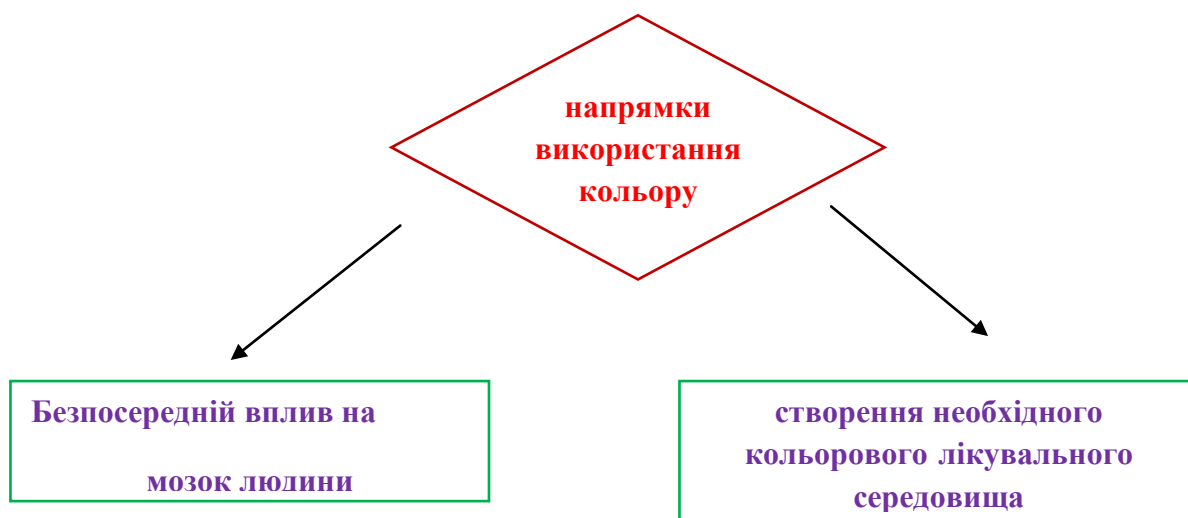 напрямки
використання
кольору
Безпосередній вплив на
мозок людини
створення необхідного
кольорового лікувального
середовища